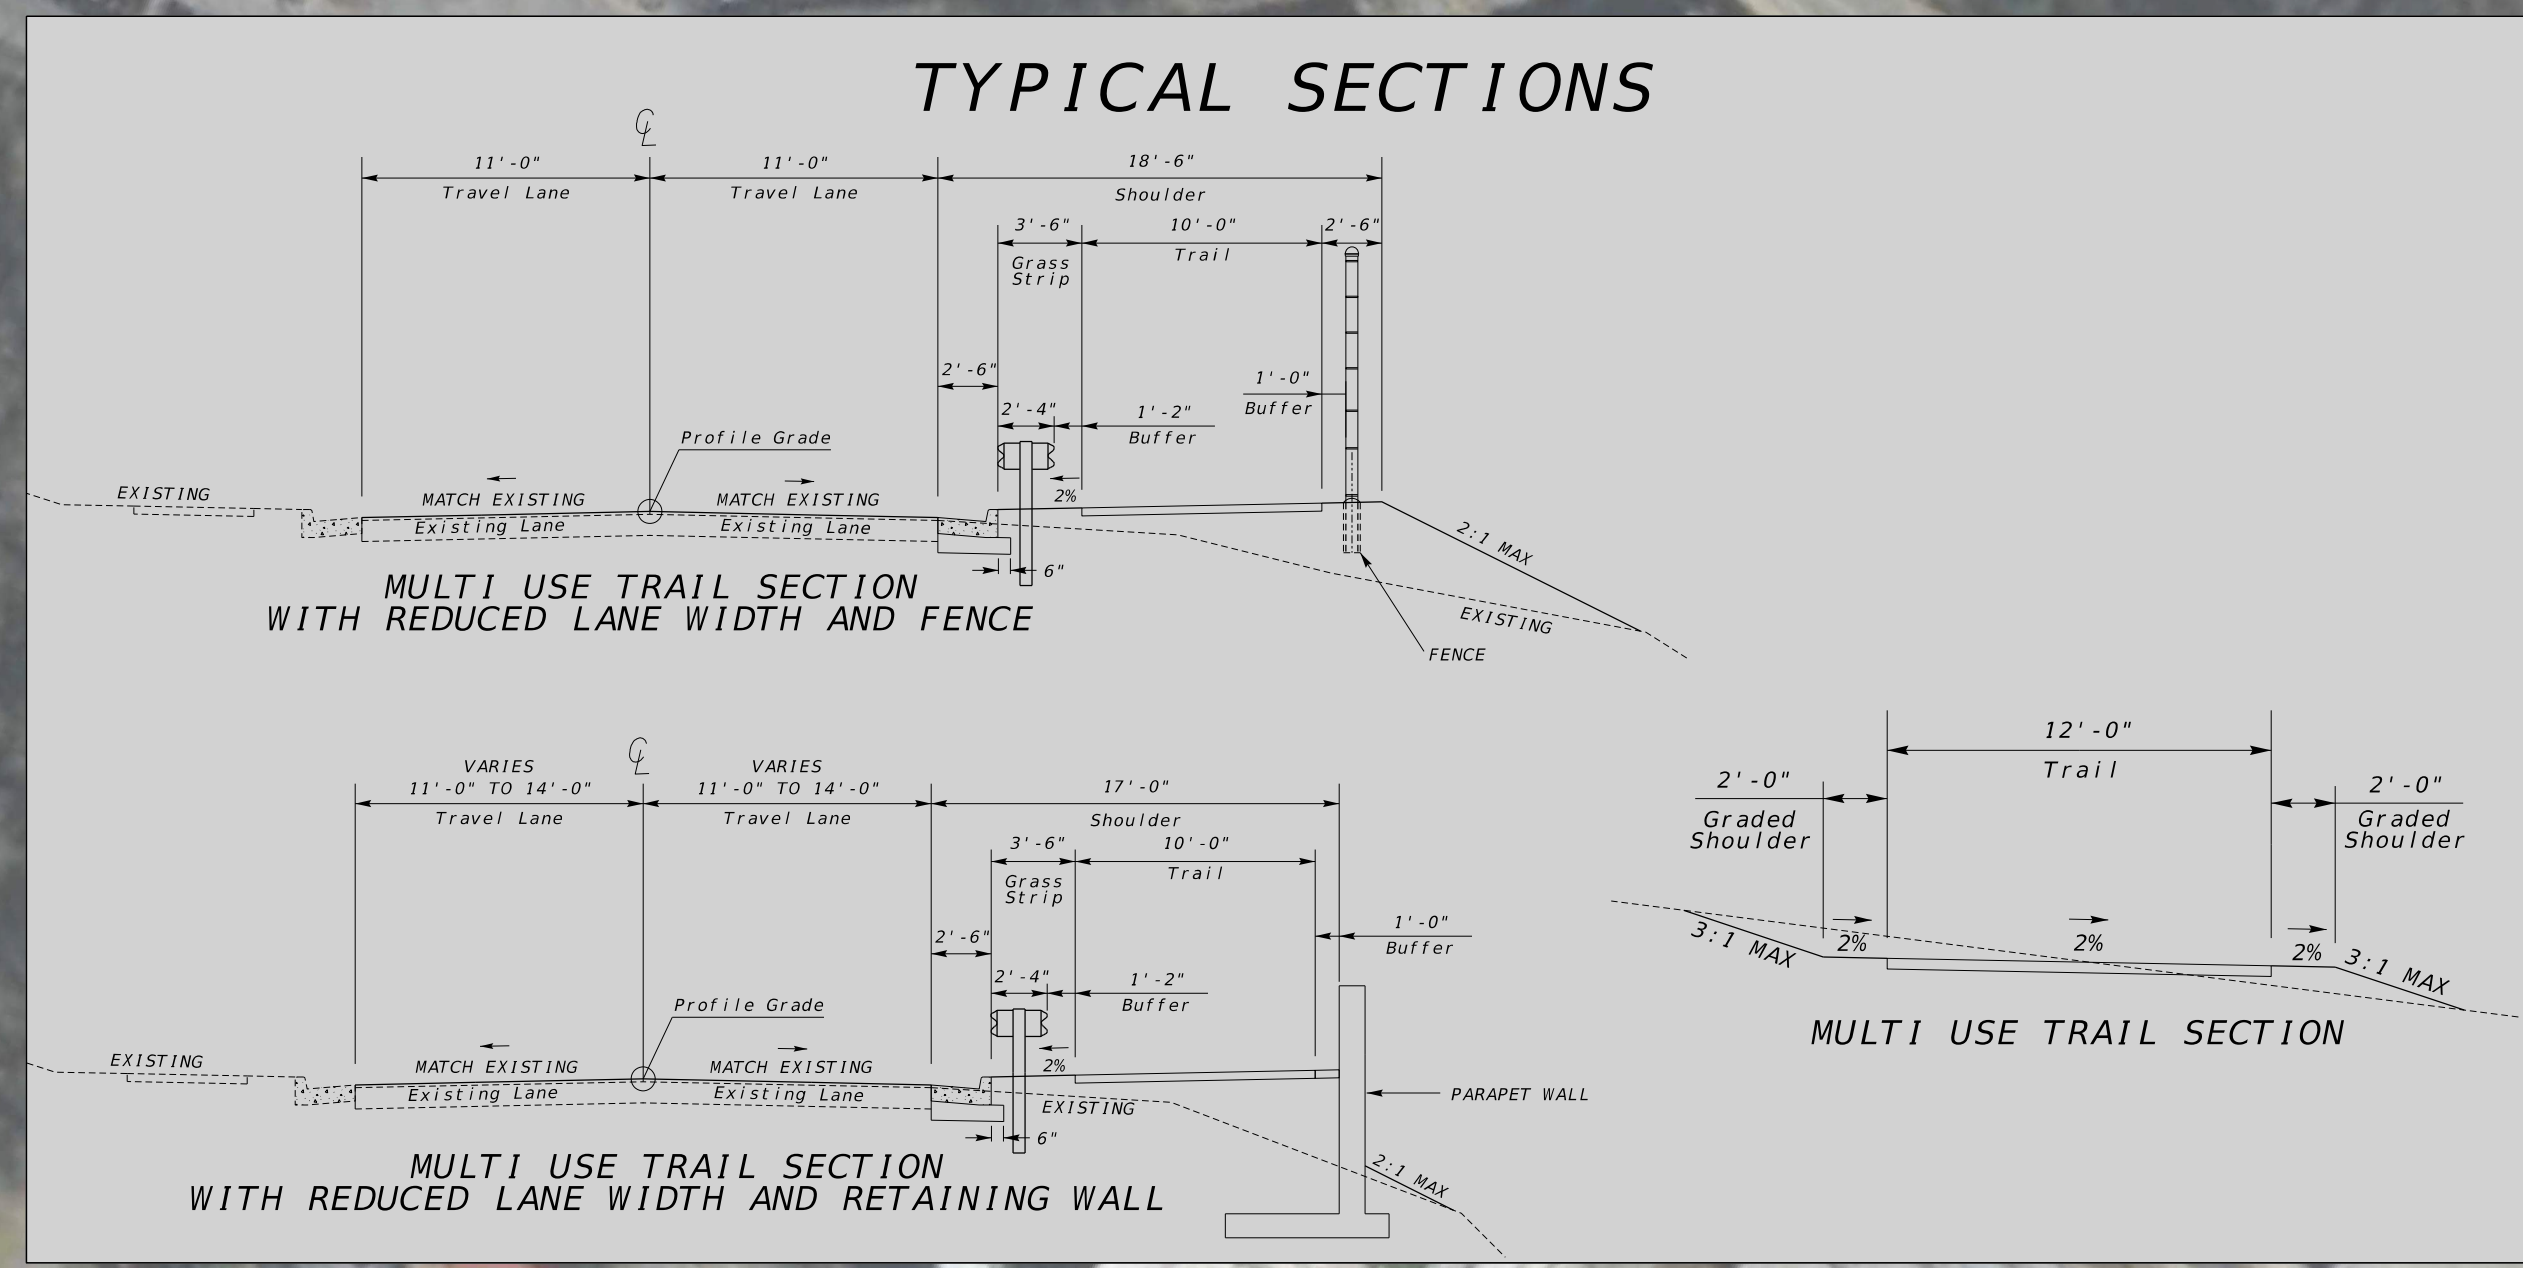 TYPICAL SECTIONS
℄
11'-0"
Travel Lane
11'-0"
Travel Lane
18'-6"
Shoulder
3'-6"
Grass
Strip
10'-0"
Trail
2'-6"
2'-6"
2'-4"
1'-2"
Buffer
1'-0"
Buffer
Profile Grade
EXISTING
MATCH EXISTING
MATCH EXISTING
2%
Existing Lane
Existing Lane
6"
2:1 MAX
EXISTING
FENCE
MULTI USE TRAIL SECTION
WITH REDUCED LANE WIDTH AND FENCE
℄
VARIES
11'-0" TO 14'-0"
Travel Lane
VARIES
11'-0" TO 14'-0"
Travel Lane
17'-0"
Shoulder
3'-6"
Grass
Strip
10'-0"
Trail
1'-0"
Buffer
2'-6"
2'-4"
1'-2"
Buffer
Profile Grade
EXISTING
MATCH EXISTING
MATCH EXISTING
2%
Existing Lane
Existing Lane
EXISTING
6"
PARAPET WALL
2:1 MAX
MULTI USE TRAIL SECTION
WITH REDUCED LANE WIDTH AND RETAINING WALL
12'-0"
Trail
2'-0"
Graded
Shoulder
2'-0"
Graded
Shoulder
3:1 MAX
2%
2%
2%
3:1 MAX
MULTI USE TRAIL SECTION